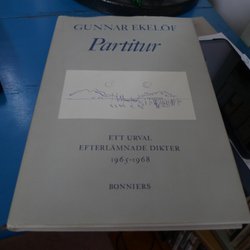 GUNNAR EKELÖF
Partitur
ETT URVAL
EFTERLÄMNADE DIKTER
1965-1968
BONNIERS